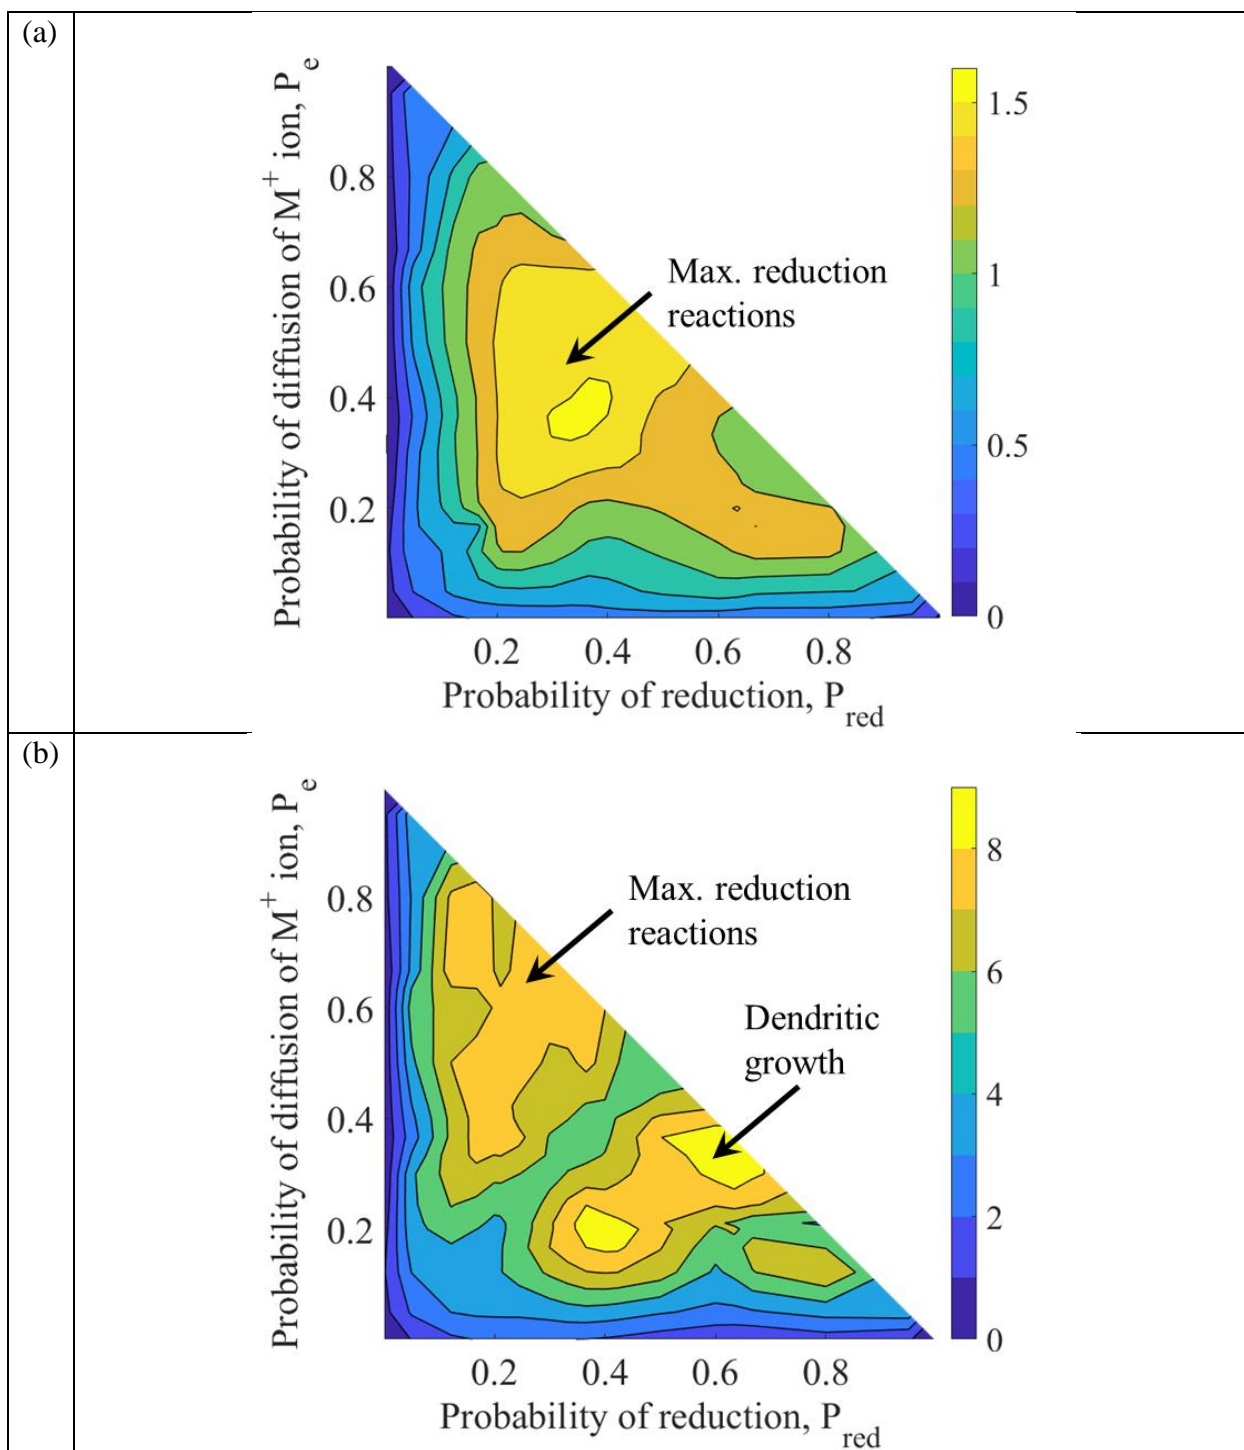 (a)
Probability of diffusion of M⁺ ion, Pₑ
0.8
0.6
0.4
0.2
Max. reduction
reactions
1.5
1
0.5
0
0.2 0.4 0.6 0.8
Probability of reduction, P_red
(b)
Probability of diffusion of M⁺ ion, Pₑ
0.8
0.6
0.4
0.2
Max. reduction
reactions
Dendritic
growth
8
6
4
2
0
0.2 0.4 0.6 0.8
Probability of reduction, P_red